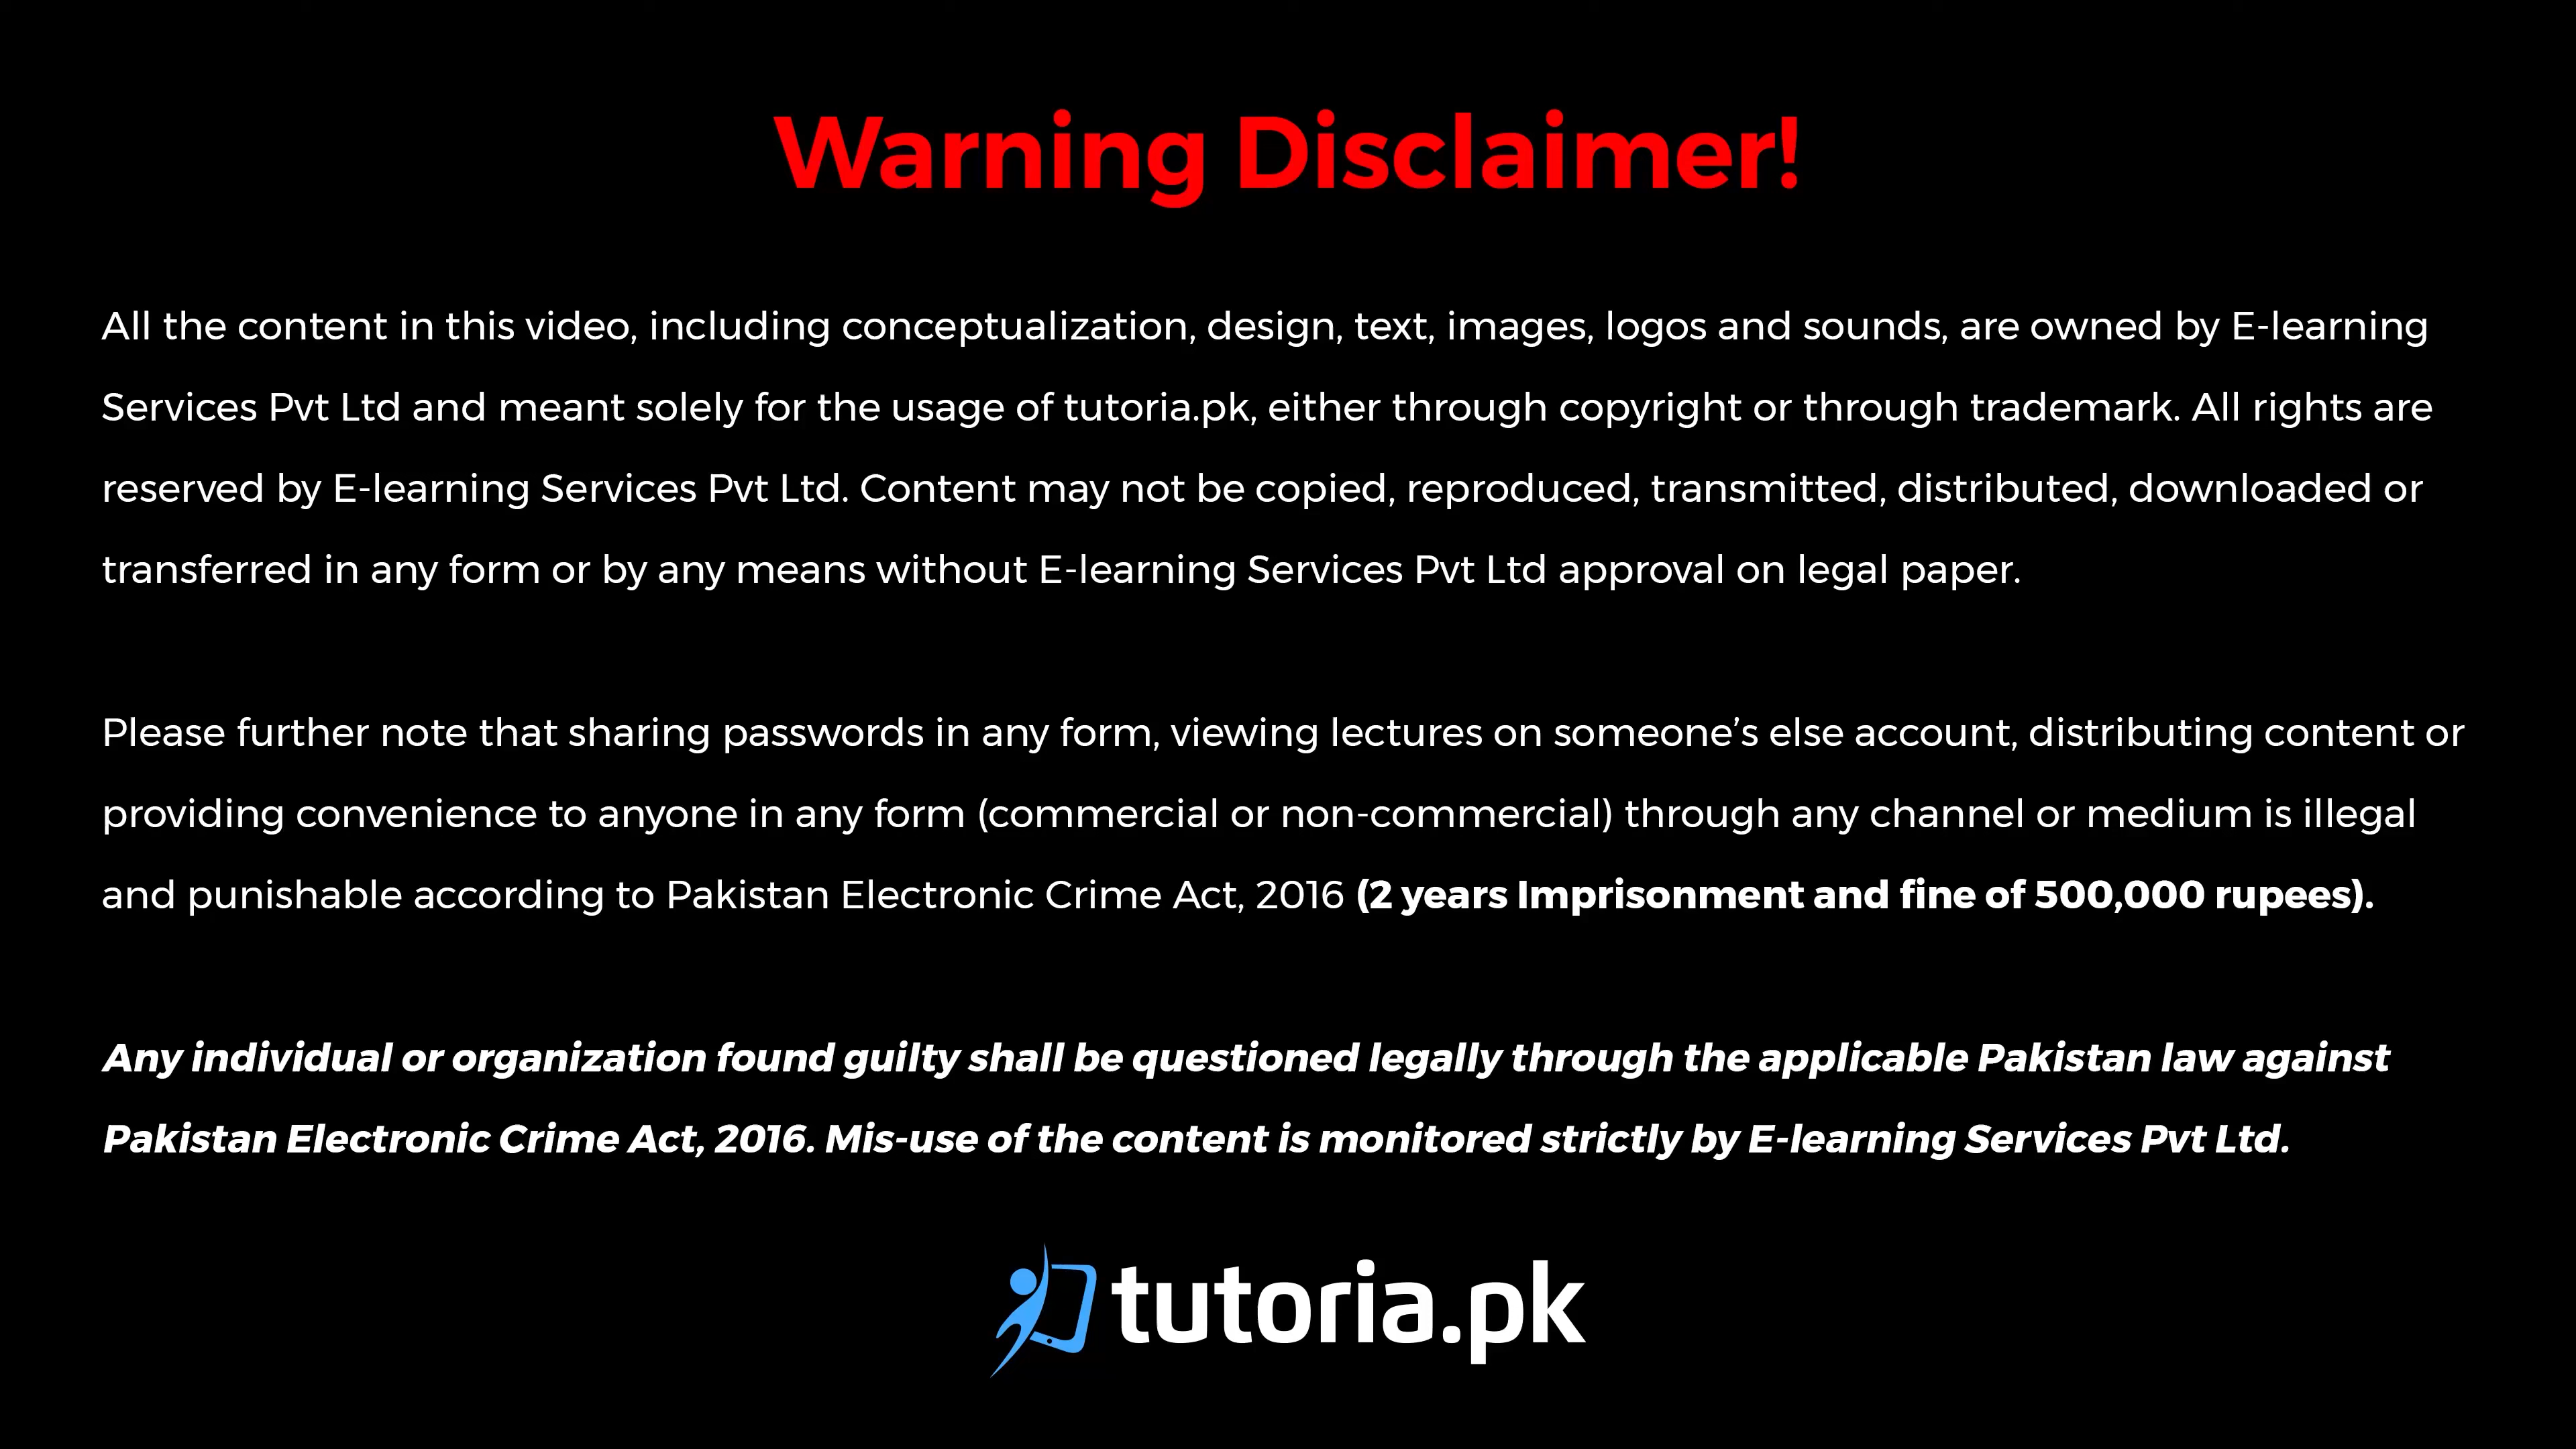 Warning Disclaimer!
All the content in this video, including conceptualization, design, text, images, logos and sounds, are owned by E-learning
Services Pvt Ltd and meant solely for the usage of tutoria.pk, either through copyright or through trademark. All rights are
reserved by E-learning Services Pvt Ltd. Content may not be copied, reproduced, transmitted, distributed, downloaded or
transferred in any form or by any means without E-learning Services Pvt Ltd approval on legal paper.
Please further note that sharing passwords in any form, viewing lectures on someone’s else account, distributing content or
providing convenience to anyone in any form (commercial or non-commercial) through any channel or medium is illegal
and punishable according to Pakistan Electronic Crime Act, 2016 (2 years Imprisonment and fine of 500,000 rupees).
Any individual or organization found guilty shall be questioned legally through the applicable Pakistan law against
Pakistan Electronic Crime Act, 2016. Mis-use of the content is monitored strictly by E-learning Services Pvt Ltd.
tutoria.pk